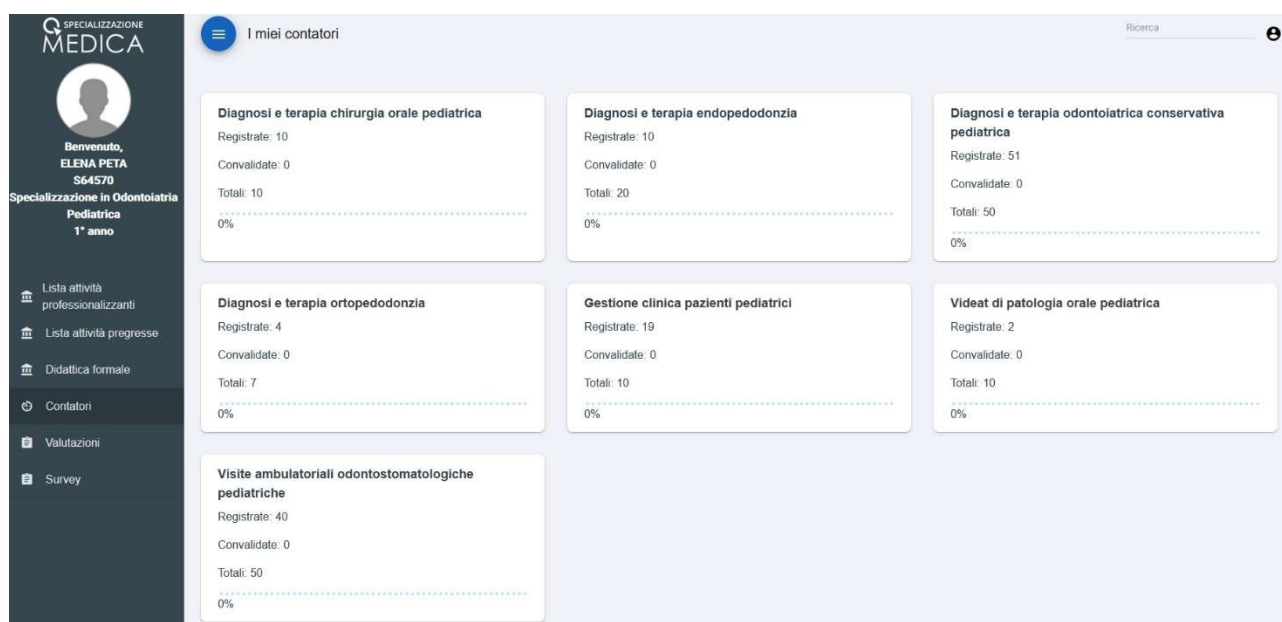 SPECIALIZZAZIONE
MEDICA
Benvenuto,
ELENA PETA
S64570
Specializzazione in Odontoiatria
Pediatrica
1° anno
Lista attività
professionalizzanti
Lista attività pregresse
Didattica formale
Contatori
Valutazioni
Survey
I miei contatori
Ricerca
Diagnosi e terapia chirurgia orale pediatrica
Registrate: 10
Convalidate: 0
Totali: 10
0%
Diagnosi e terapia endopedodonzia
Registrate: 10
Convalidate: 0
Totali: 20
0%
Diagnosi e terapia odontoiatrica conservativa
pediatrica
Registrate: 51
Convalidate: 0
Totali: 50
0%
Diagnosi e terapia ortopedodonzia
Registrate: 4
Convalidate: 0
Totali: 7
0%
Gestione clinica pazienti pediatrici
Registrate: 19
Convalidate: 0
Totali: 10
0%
Videat di patologia orale pediatrica
Registrate: 2
Convalidate: 0
Totali: 10
0%
Visite ambulatoriali odontostomatologiche
pediatriche
Registrate: 40
Convalidate: 0
Totali: 50
0%